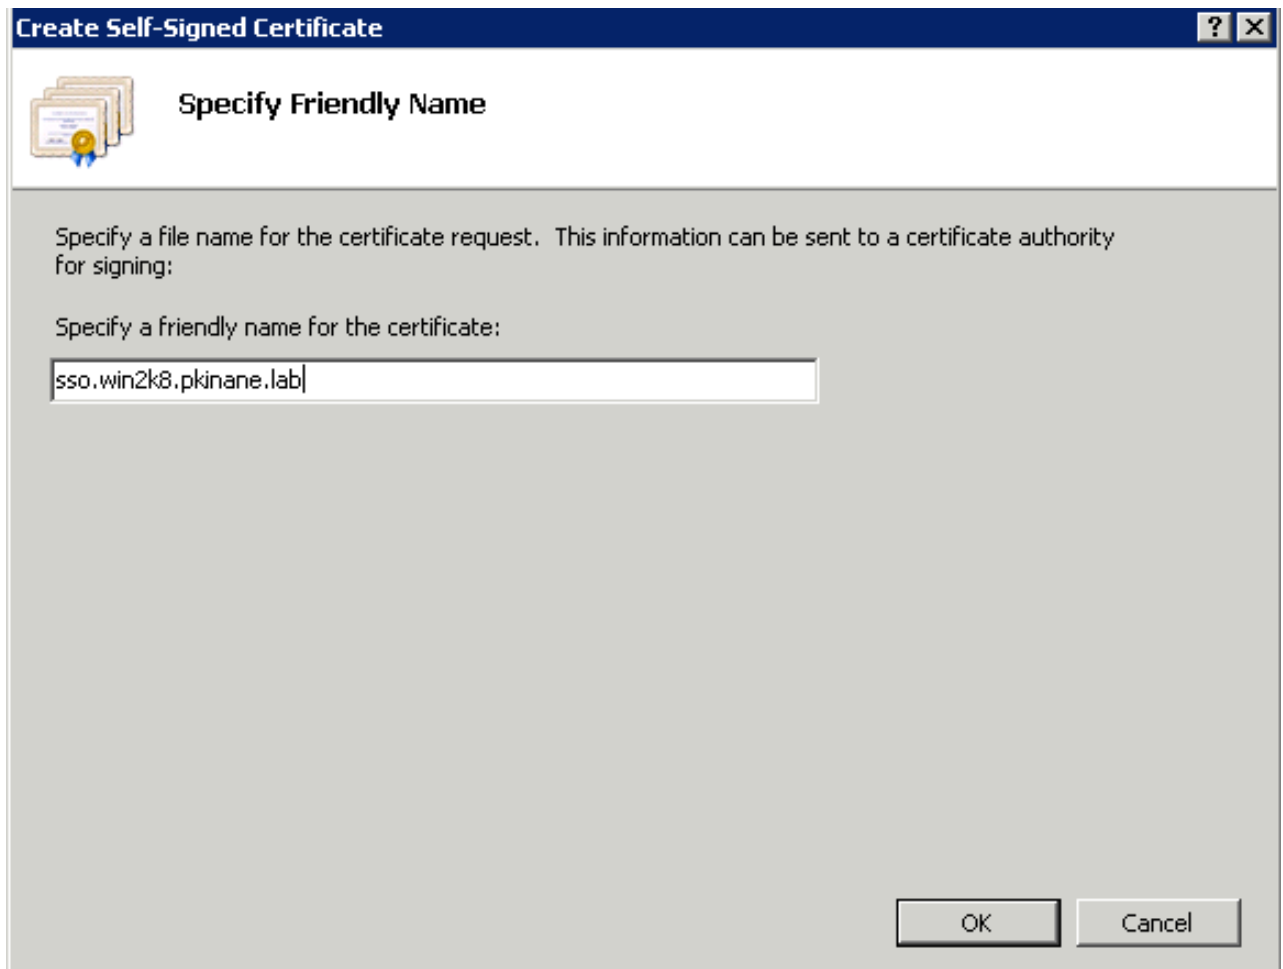 Create Self-Signed Certificate
Specify Friendly Name
Specify a file name for the certificate request.  This information can be sent to a certificate authority
for signing:
Specify a friendly name for the certificate:
sso.win2k8.pkinane.lab
OK
Cancel